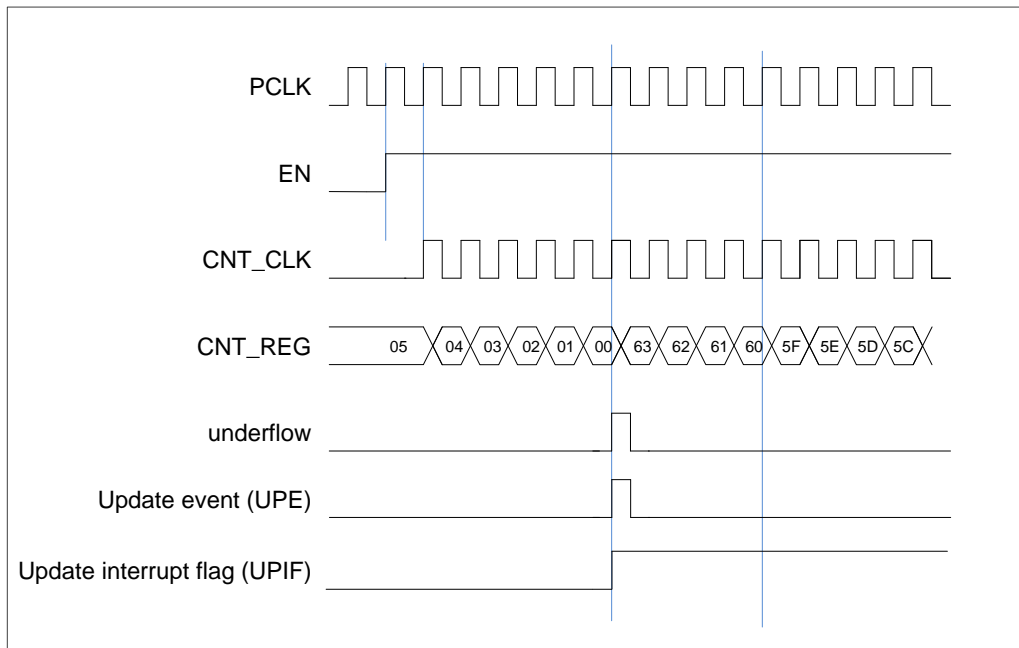 PCLK
EN
CNT_CLK
CNT_REG 05 04 03 02 01 00 63 62 61 60 5F 5E 5D 5C
underflow
Update event (UPE)
Update interrupt flag (UPIF)